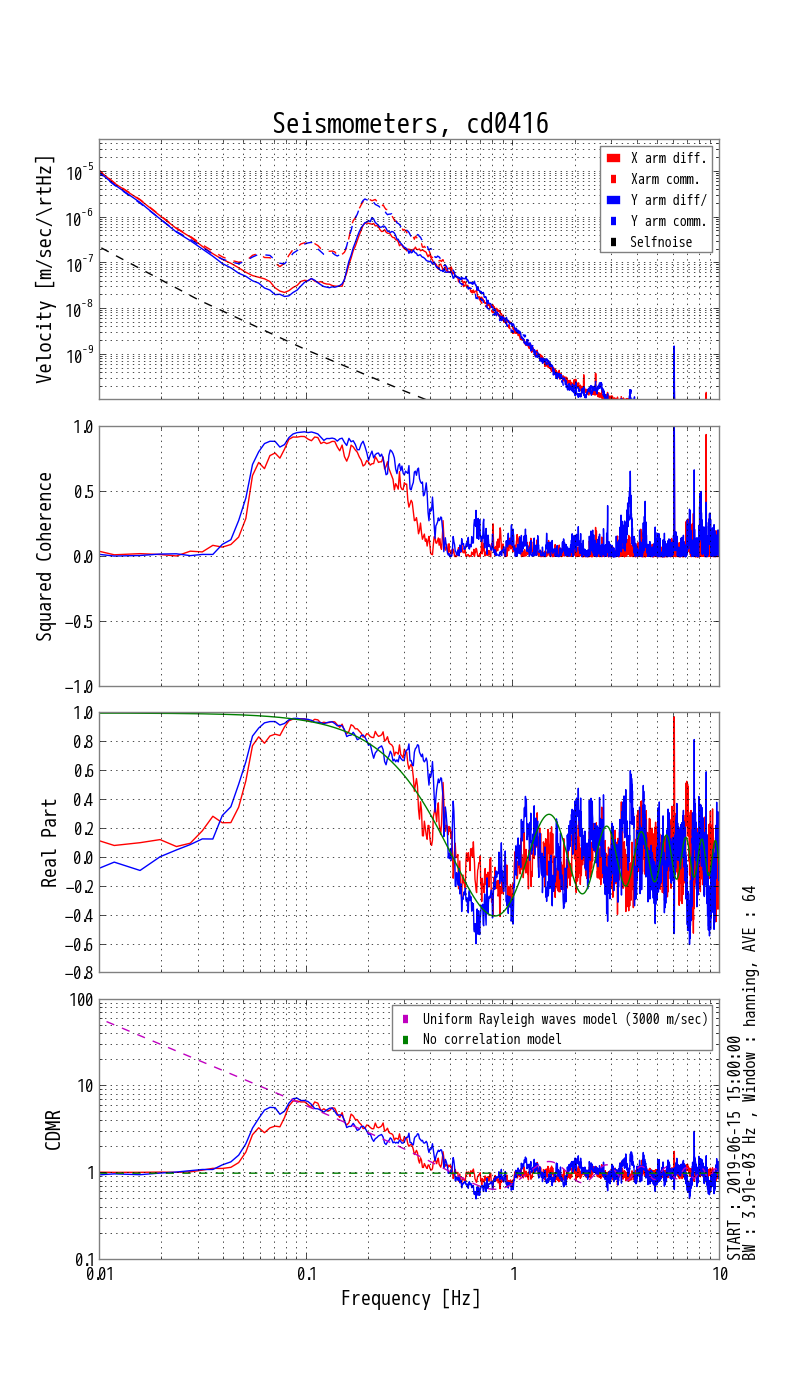 Seismometers, cd0416
Velocity [m/sec/\rtHz]
10^-5
10^-6
10^-7
10^-8
10^-9
X arm diff.
Xarm comm.
Y arm diff/
Y arm comm.
Selfnoise
Squared Coherence
1.0
0.5
0.0
−0.5
−1.0
Real Part
1.0
0.8
0.6
0.4
0.2
0.0
−0.2
−0.4
−0.6
−0.8
CDMR
100
10
1
0.1
Uniform Rayleigh waves model (3000 m/sec)
No correlation model
0.01
0.1
1
10
Frequency [Hz]
START : 2019-06-15 15:00:00
BW : 3.91e-03 Hz , Window : hanning, AVE : 64